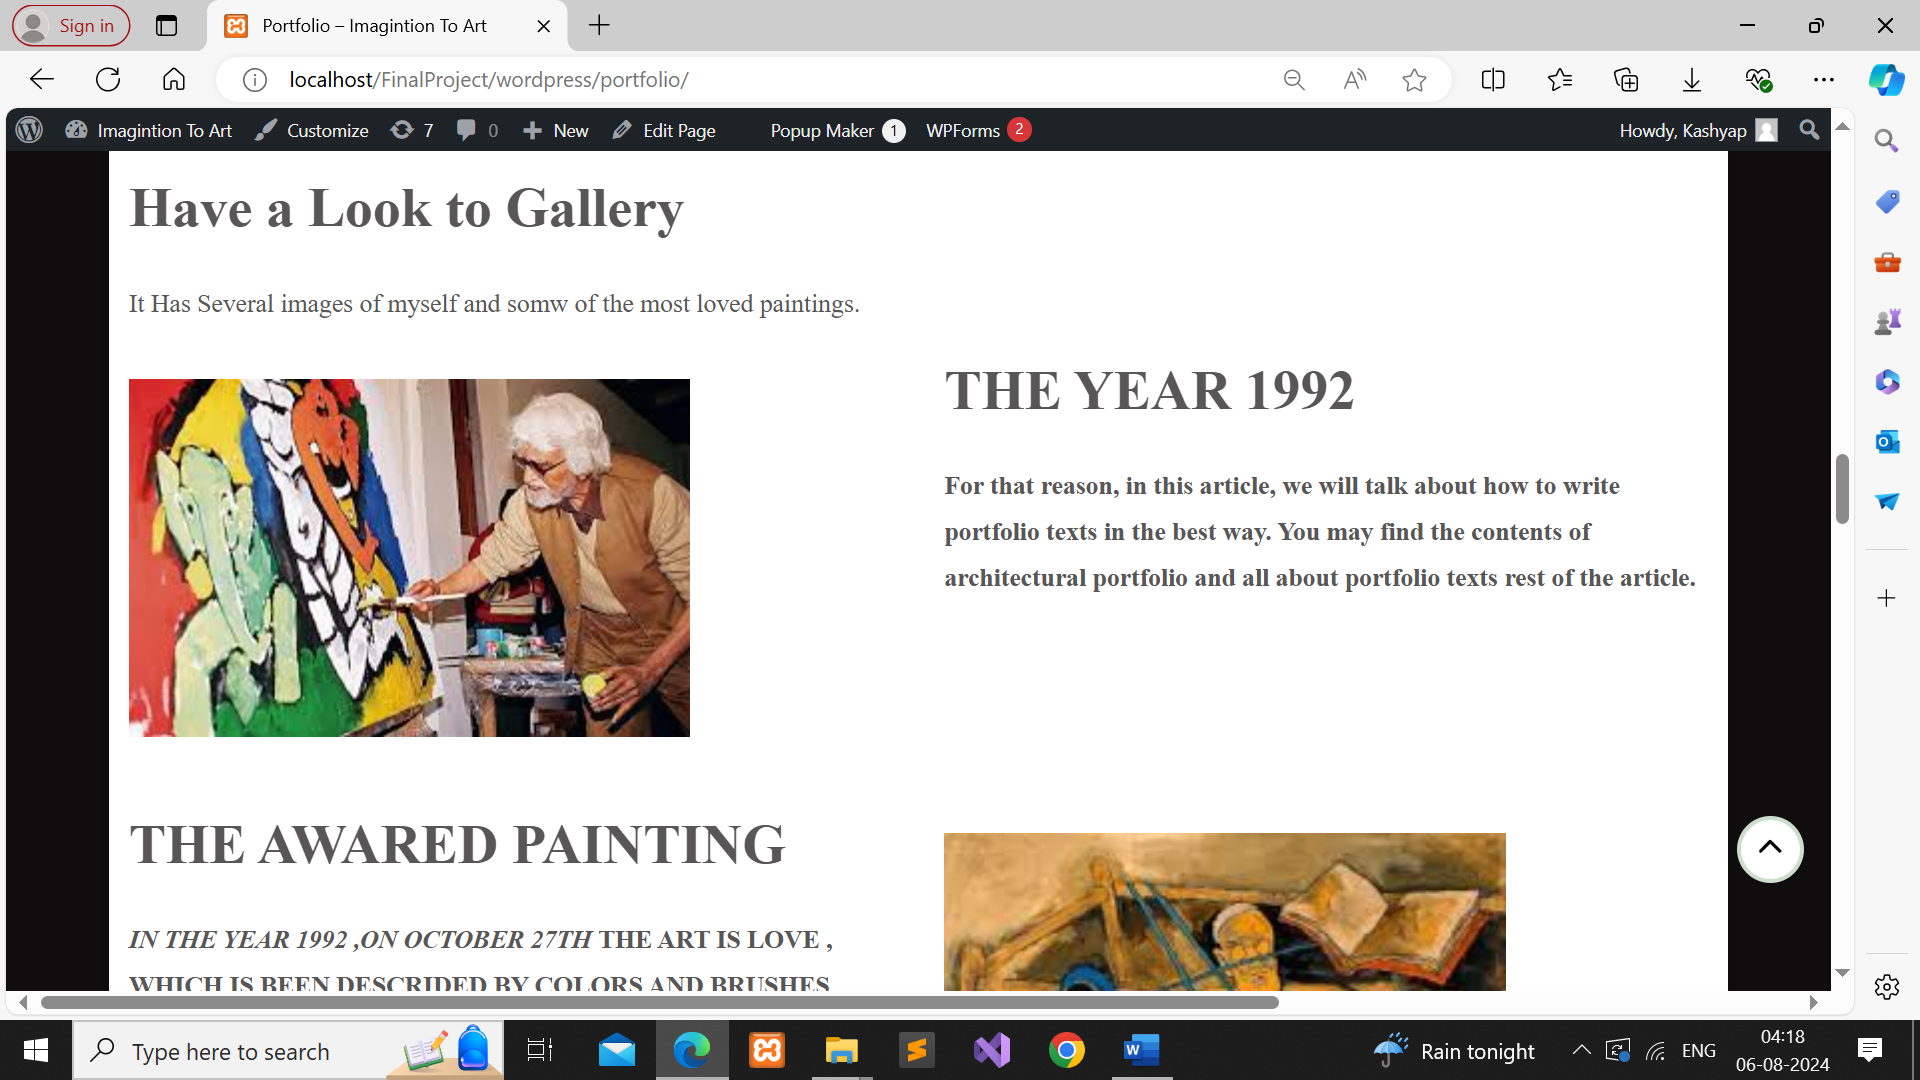 Sign in
Portfolio – Imagintion To Art
localhost/FinalProject/wordpress/portfolio/
Imagintion To Art Customize 7 0 New Edit Page Popup Maker 1 WPForms 2 Howdy, Kashyap
Have a Look to Gallery
It Has Several images of myself and somw of the most loved paintings.
THE YEAR 1992
For that reason, in this article, we will talk about how to write
portfolio texts in the best way. You may find the contents of
architectural portfolio and all about portfolio texts rest of the article.
THE AWARED PAINTING
IN THE YEAR 1992 ,ON OCTOBER 27TH THE ART IS LOVE ,
WHICH IS BEEN DESCRIDED BY COLORS AND BRUSHES
Type here to search
Rain tonight
ENG
04:18
06-08-2024